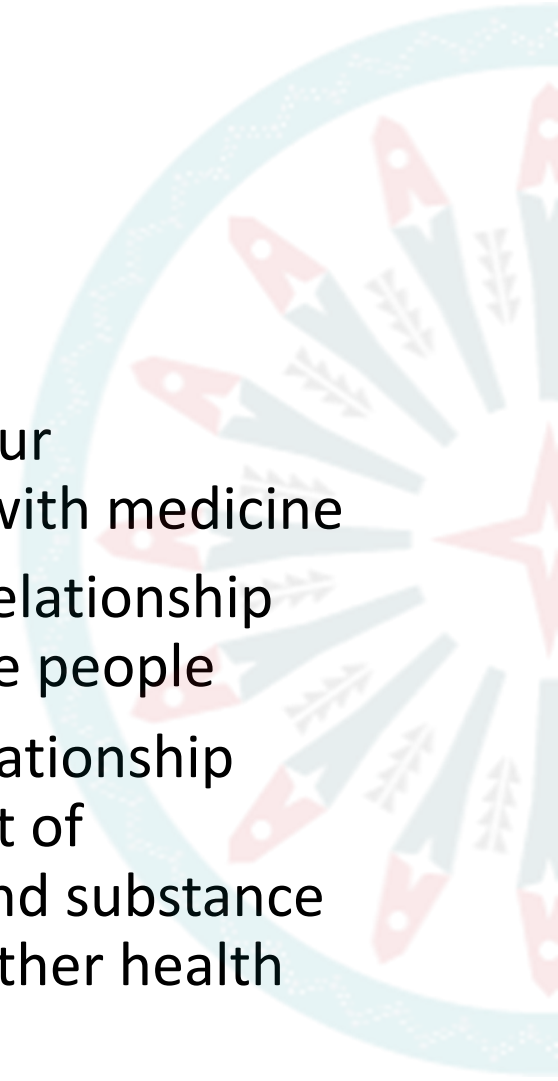 ur
with medicine
elationship
e people
ationship
t of
nd substance
ther health